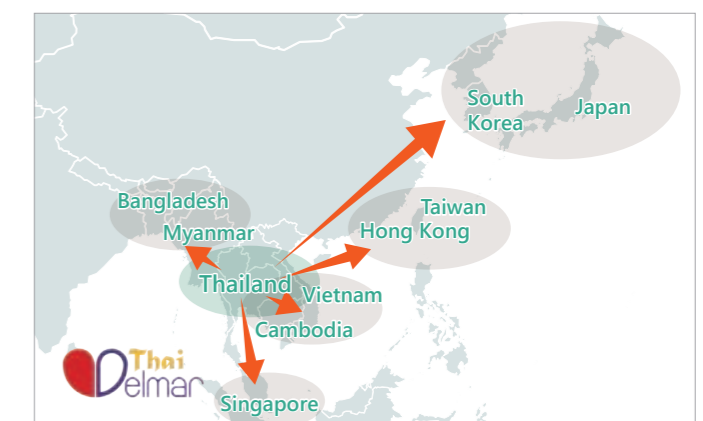 South
Korea
Japan
Bangladesh
Myanmar
Taiwan
Hong Kong
Thailand
Vietnam
Cambodia
Thai
Delmar
Singapore